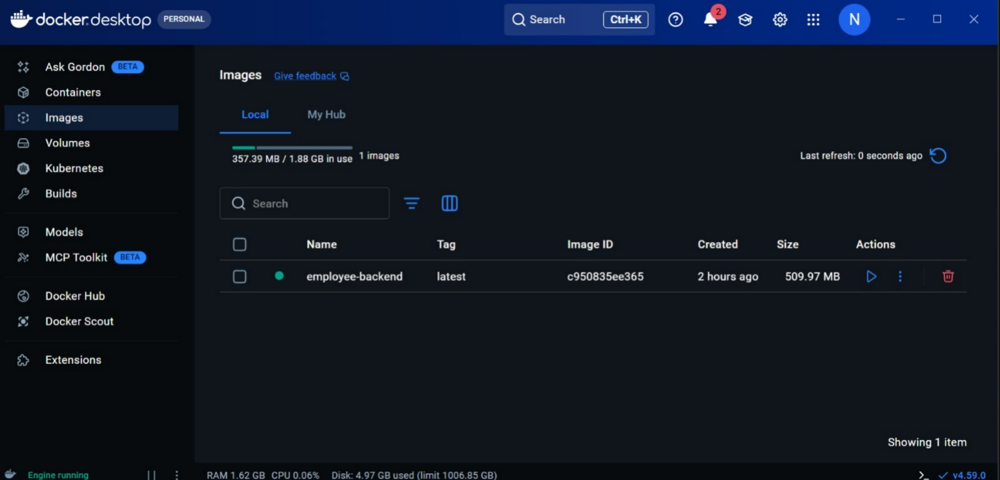 docker.desktop PERSONAL Search Ctrl+K 2 N
Ask Gordon BETA
Containers
Images
Volumes
Kubernetes
Builds
Models
MCP Toolkit BETA
Docker Hub
Docker Scout
Extensions
Images Give feedback
Local My Hub
357.39 MB / 1.88 GB in use 1 images Last refresh: 0 seconds ago
Search
Name Tag Image ID Created Size Actions
employee-backend latest c950835ee365 2 hours ago 509.97 MB
Showing 1 item
Engine running RAM 1.62 GB CPU 0.06% Disk: 4.97 GB used (limit 1006.85 GB) v4.59.0